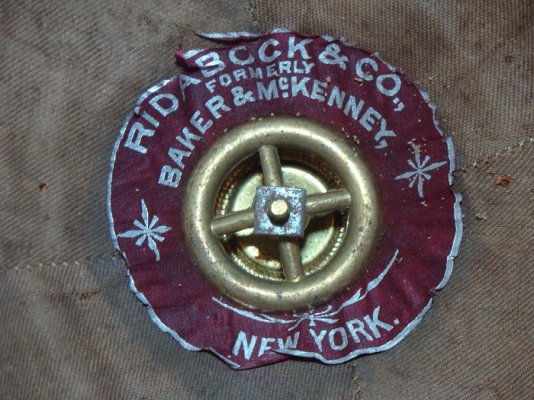 RIDABOCK & CO.,
FORMERLY
BAKER & McKENNEY,
NEW YORK.